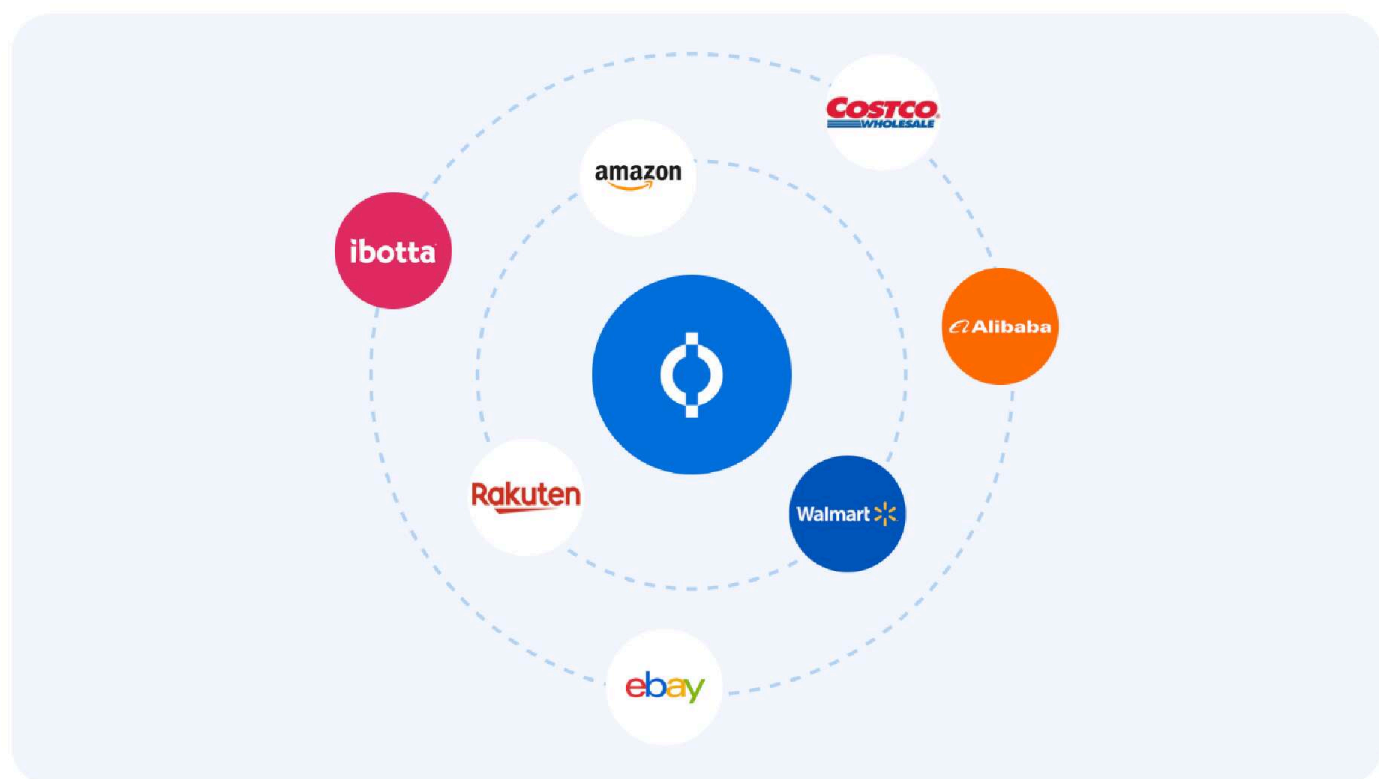 COSTCO
WHOLESALE
amazon
ibotta
Alibaba
Rakuten
Walmart
ebay